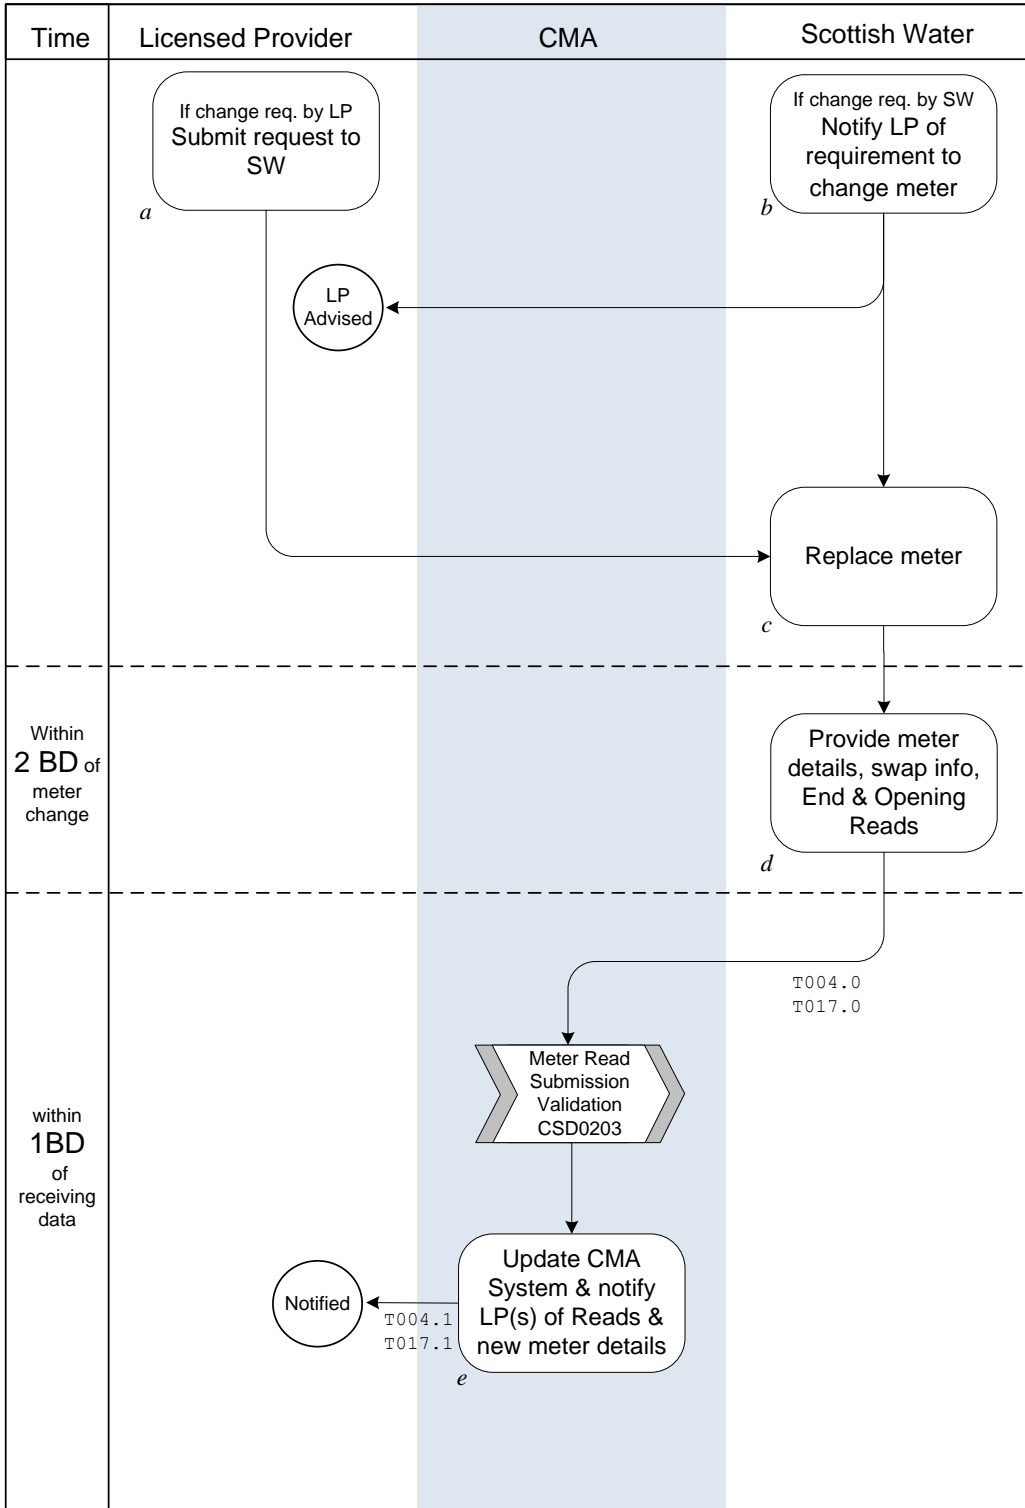 Time
Licensed Provider
CMA
Scottish Water
If change req. by LP
Submit request to
SW
a
If change req. by SW
Notify LP of
requirement to
change meter
b
LP
Advised
Replace meter
c
Within
2 BD of
meter
change
Provide meter
details, swap info,
End & Opening
Reads
d
T004.0
T017.0
within
1BD
of
receiving
data
Meter Read
Submission
Validation
CSD0203
Update CMA
System & notify
LP(s) of Reads &
new meter details
e
T004.1
T017.1
Notified